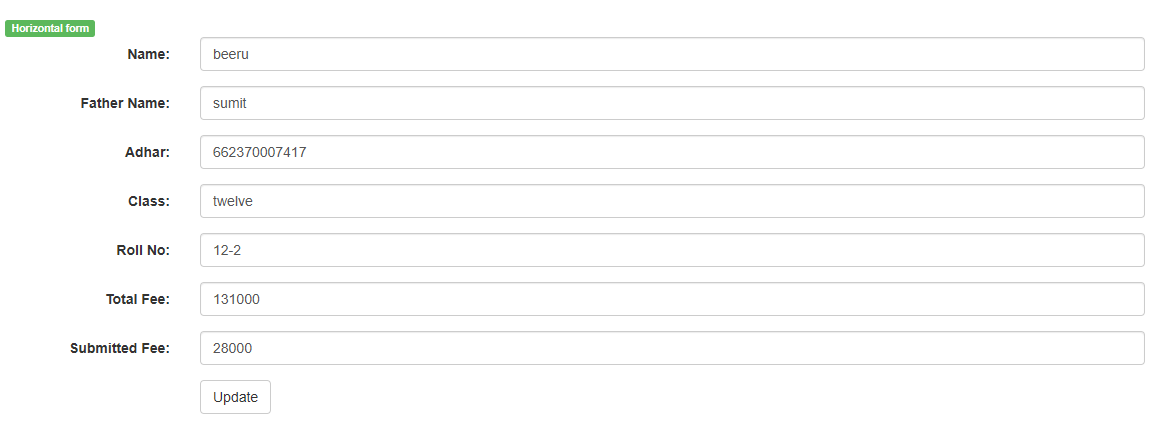 Horizontal form
Name: beeru
Father Name: sumit
Adhar: 662370007417
Class: twelve
Roll No: 12-2
Total Fee: 131000
Submitted Fee: 28000
Update